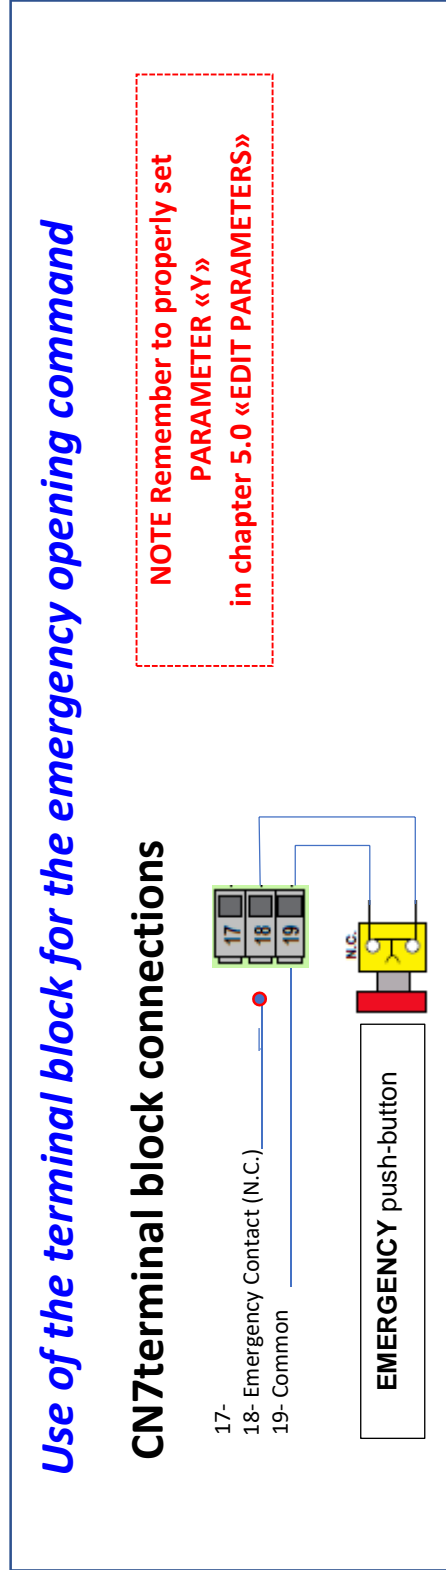 Use of the terminal block for the emergency opening command
CN7terminal block connections
NOTE Remember to properly set
PARAMETER «Y»
in chapter 5.0 «EDIT PARAMETERS»
17-
18- Emergency Contact (N.C.)
19- Common
17
18
19
N.C.
EMERGENCY push-button